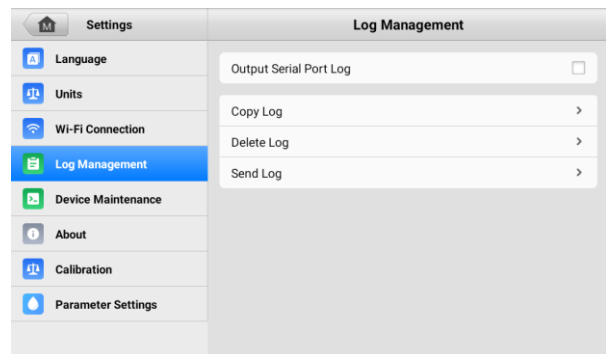 M
Settings
Log Management
Language
Units
Wi-Fi Connection
Log Management
Device Maintenance
About
Calibration
Parameter Settings
Output Serial Port Log
Copy Log
Delete Log
Send Log